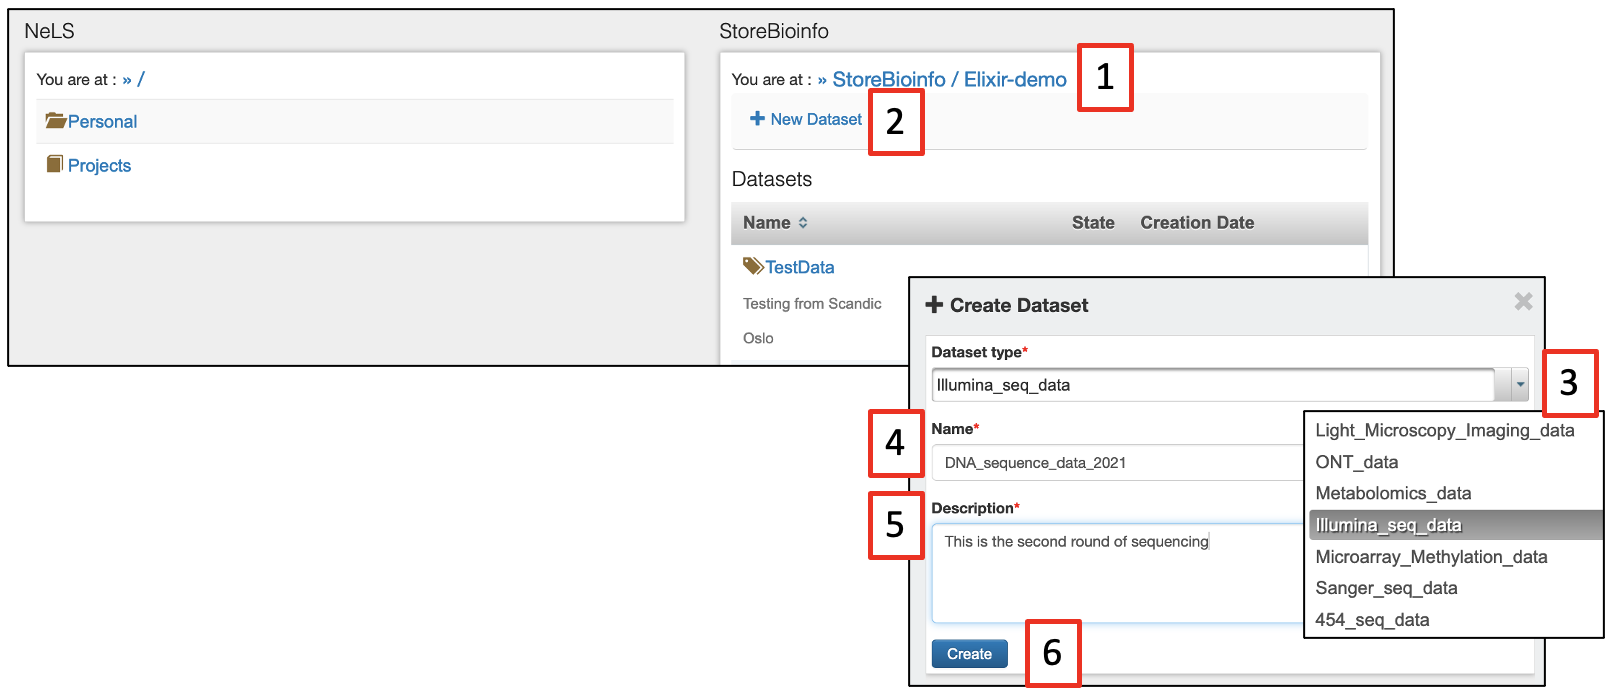 NeLS
You are at : » /
Personal
Projects
StoreBioinfo
You are at : » StoreBioinfo / Elixir-demo
1
+ New Dataset
2
Datasets
Name State Creation Date
TestData
Testing from Scandic
Oslo
+ Create Dataset
Dataset type*
Illumina_seq_data
3
4
Name*
DNA_sequence_data_2021
5
Description*
This is the second round of sequencing
Light_Microscopy_Imaging_data
ONT_data
Metabolomics_data
Illumina_seq_data
Microarray_Methylation_data
Sanger_seq_data
454_seq_data
Create
6